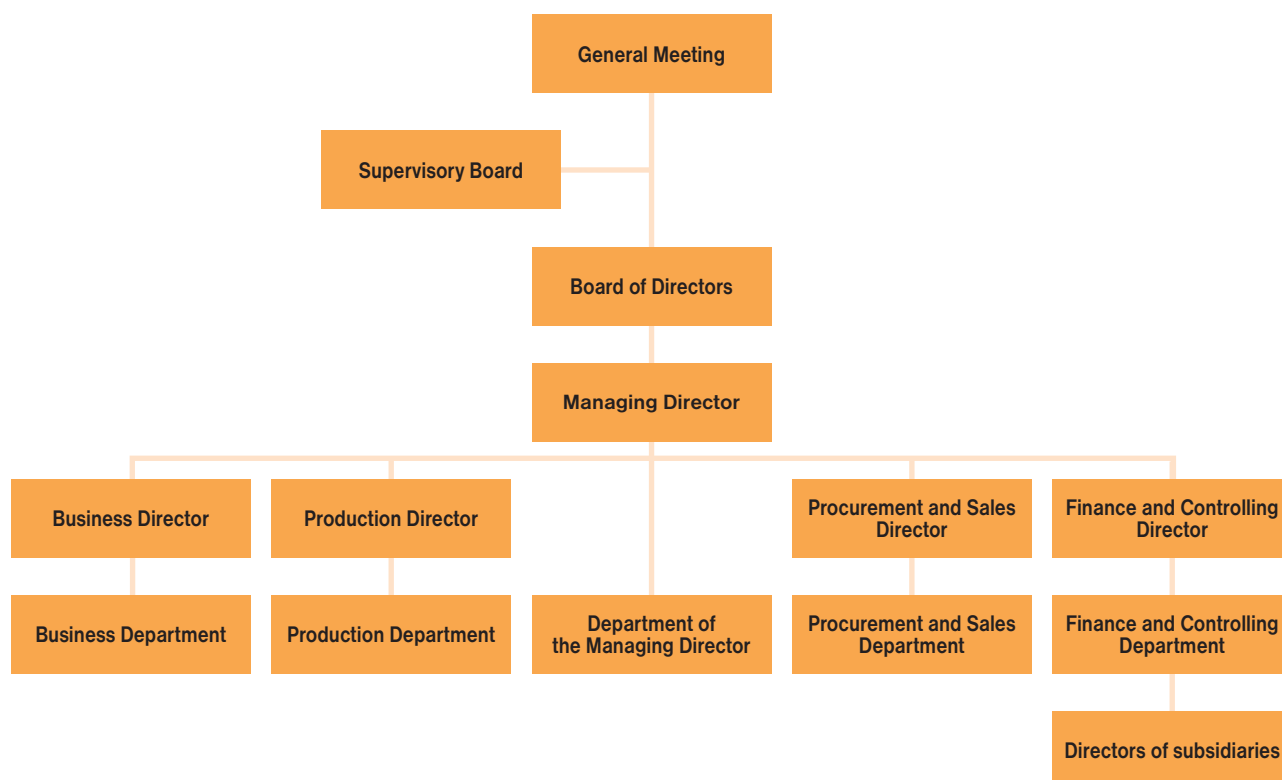 General Meeting
Supervisory Board
Board of Directors
Managing Director
Business Director
Production Director
Procurement and Sales
Director
Finance and Controlling
Director
Business Department
Production Department
Department of
the Managing Director
Procurement and Sales
Department
Finance and Controlling
Department
Directors of subsidiaries